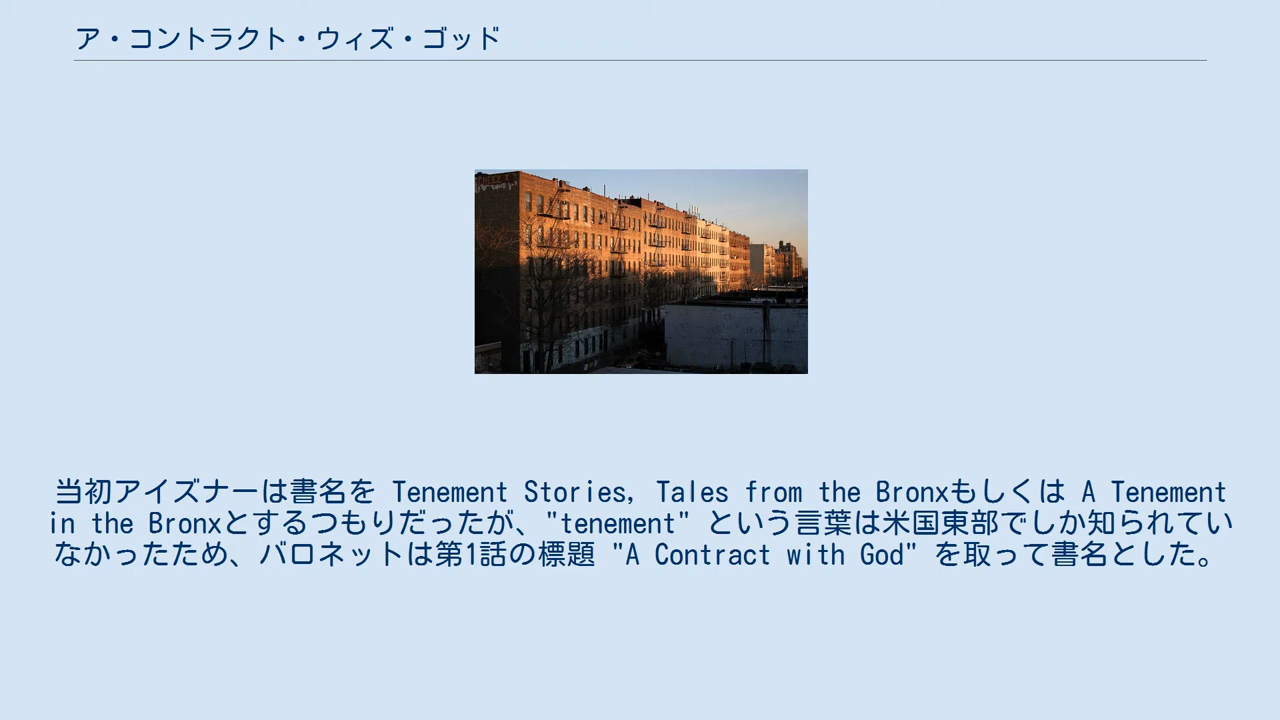 ア・コントラクト・ウィズ・ゴッド
当初アイズナーは書名を Tenement Stories, Tales from the Bronxもしくは A Tenement
in the Bronxとするつもりだったが、"tenement" という言葉は米国東部でしか知られてい
なかったため、バロネットは第1話の標題 "A Contract with God" を取って書名とした。